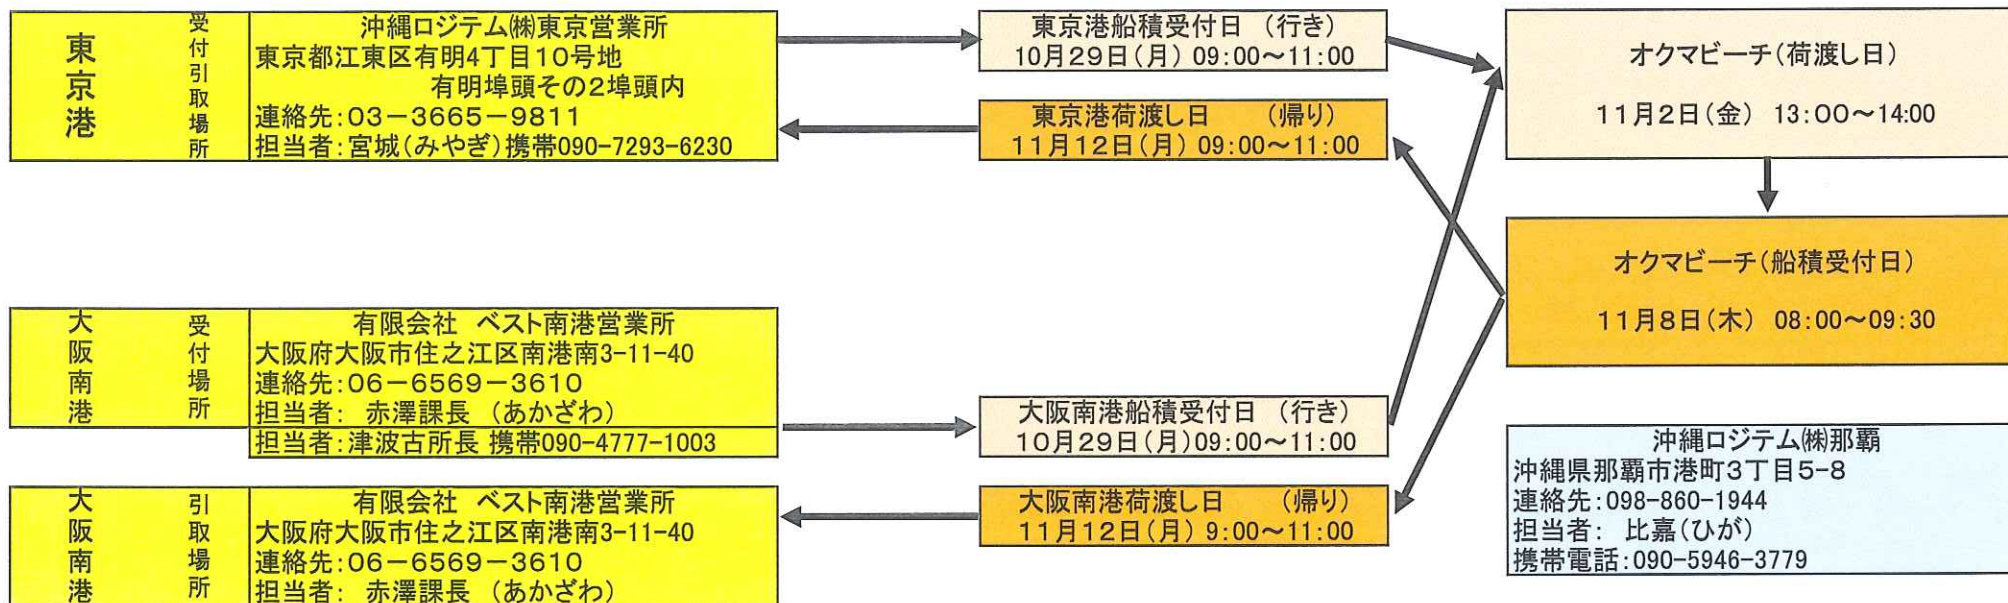 東京港
受付引取場所
沖縄ロジテム㈱東京営業所
東京都江東区有明4丁目10号地
有明埠頭その2埠頭内
連絡先:03－3665－9811
担当者:宮城(みやぎ)携帯090-7293-6230
東京港船積受付日 (行き)
10月29日(月) 09:00～11:00
東京港荷渡し日 (帰り)
11月12日(月) 09:00～11:00
オクマビーチ(荷渡し日)
11月2日(金) 13:00～14:00
オクマビーチ(船積受付日)
11月8日(木) 08:00～09:30
大阪南港
受付場所
有限会社 ベスト南港営業所
大阪府大阪市住之江区南港南3-11-40
連絡先:06－6569－3610
担当者: 赤澤課長 (あかざわ)
担当者:津波古所長 携帯090-4777-1003
大阪南港船積受付日 (行き)
10月29日(月)09:00～11:00
大阪南港
引取場所
有限会社 ベスト南港営業所
大阪府大阪市住之江区南港南3-11-40
連絡先:06－6569－3610
担当者: 赤澤課長 (あかざわ)
大阪南港荷渡し日 (帰り)
11月12日(月) 9:00～11:00
沖縄ロジテム㈱那覇
沖縄県那覇市港町3丁目5-8
連絡先:098-860-1944
担当者: 比嘉(ひが)
携帯電話:090-5946-3779